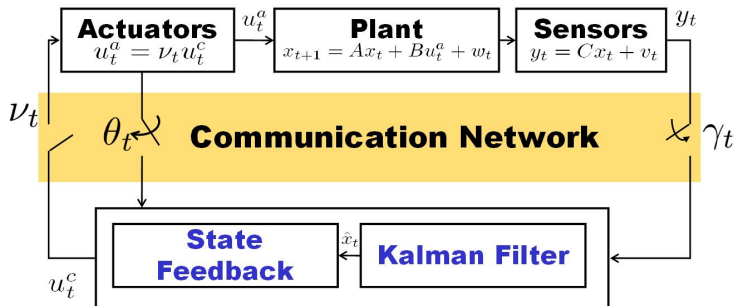 Actuators
u_t^a = ν_t u_t^c
u_t^a
Plant
x_{t+1} = Ax_t + Bu_t^a + w_t
Sensors
y_t = Cx_t + v_t
y_t
ν_t
θ_t
Communication Network
γ_t
State
Feedback
x̂_t
Kalman Filter
u_t^c